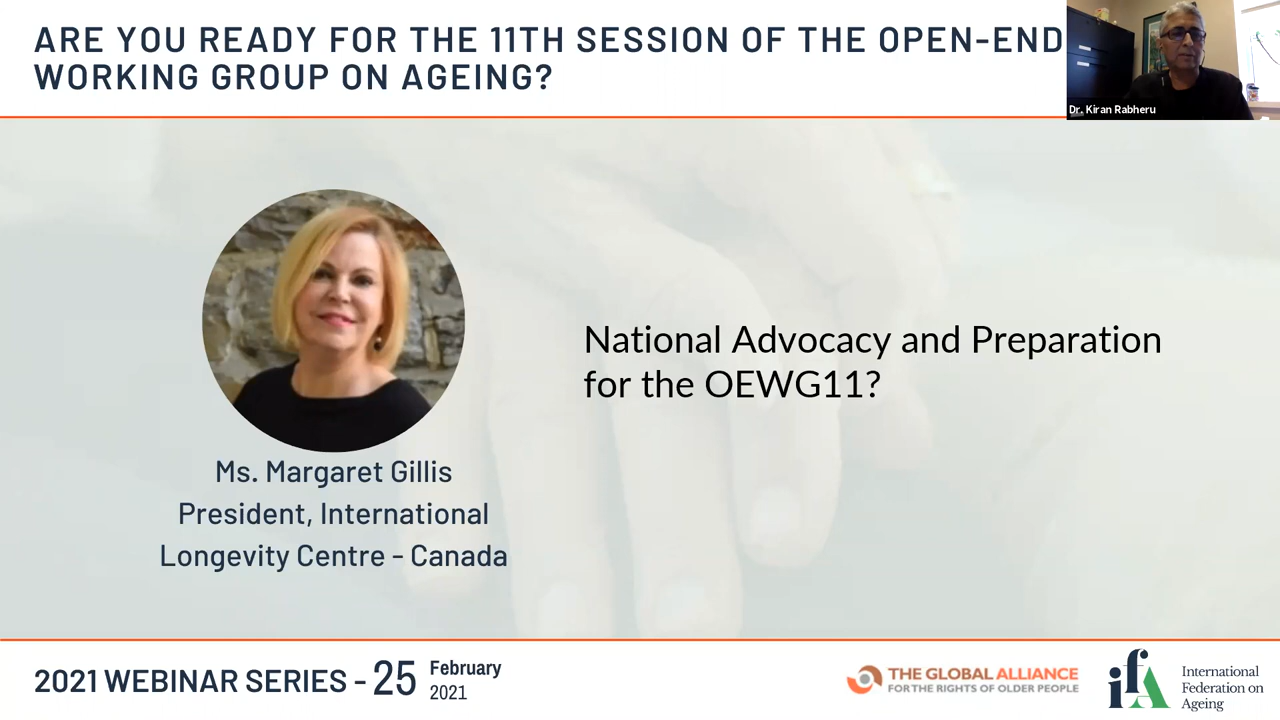 ARE YOU READY FOR THE 11TH SESSION OF THE OPEN-END
WORKING GROUP ON AGEING?
Dr. Kiran Rabheru
National Advocacy and Preparation
for the OEWG11?
Ms. Margaret Gillis
President, International
Longevity Centre - Canada
2021 WEBINAR SERIES - 25 February
2021
THE GLOBAL ALLIANCE
FOR THE RIGHTS OF OLDER PEOPLE
ifA
International
Federation on
Ageing